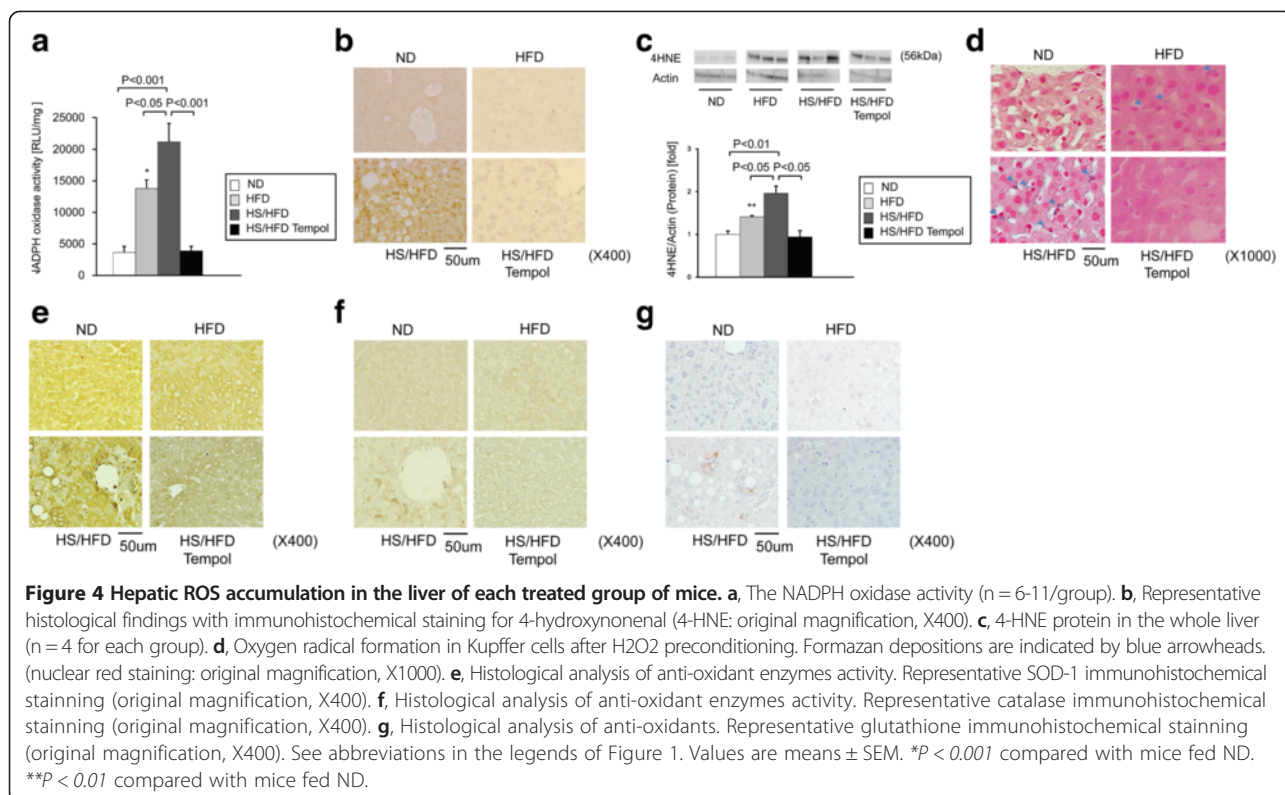 a
P<0.001
P<0.05 P<0.001
NADPH oxidase activity [RLU/mg]
25000
20000
15000
10000
5000
0
*
ND
HFD
HS/HFD
HS/HFD Tempol
b
ND HFD
HS/HFD 50um HS/HFD Tempol (X400)
c
4HNE (56kDa)
Actin
ND HFD HS/HFD HS/HFD Tempol
P<0.01
P<0.05 P<0.05
4HNE/Actin (Protein) [fold]
3
2
1
0
**
ND
HFD
HS/HFD
HS/HFD Tempol
d
ND HFD
HS/HFD 50um HS/HFD Tempol (X1000)
e
ND HFD
HS/HFD 50um HS/HFD Tempol (X400)
f
ND HFD
HS/HFD 50um HS/HFD Tempol (X400)
g
ND HFD
HS/HFD 50um HS/HFD Tempol (X400)
Figure 4 Hepatic ROS accumulation in the liver of each treated group of mice. a, The NADPH oxidase activity (n = 6-11/group). b, Representative
histological findings with immunohistochemical staining for 4-hydroxynonenal (4-HNE: original magnification, X400). c, 4-HNE protein in the whole liver
(n = 4 for each group). d, Oxygen radical formation in Kupffer cells after H2O2 preconditioning. Formazan depositions are indicated by blue arrowheads.
(nuclear red staining: original magnification, X1000). e, Histological analysis of anti-oxidant enzymes activity. Representative SOD-1 immunohistochemical
stainning (original magnification, X400). f, Histological analysis of anti-oxidant enzymes activity. Representative catalase immunohistochemical
stainning (original magnification, X400). g, Histological analysis of anti-oxidants. Representative glutathione immunohistochemical stainning
(original magnification, X400). See abbreviations in the legends of Figure 1. Values are means ± SEM. *P < 0.001 compared with mice fed ND.
**P < 0.01 compared with mice fed ND.